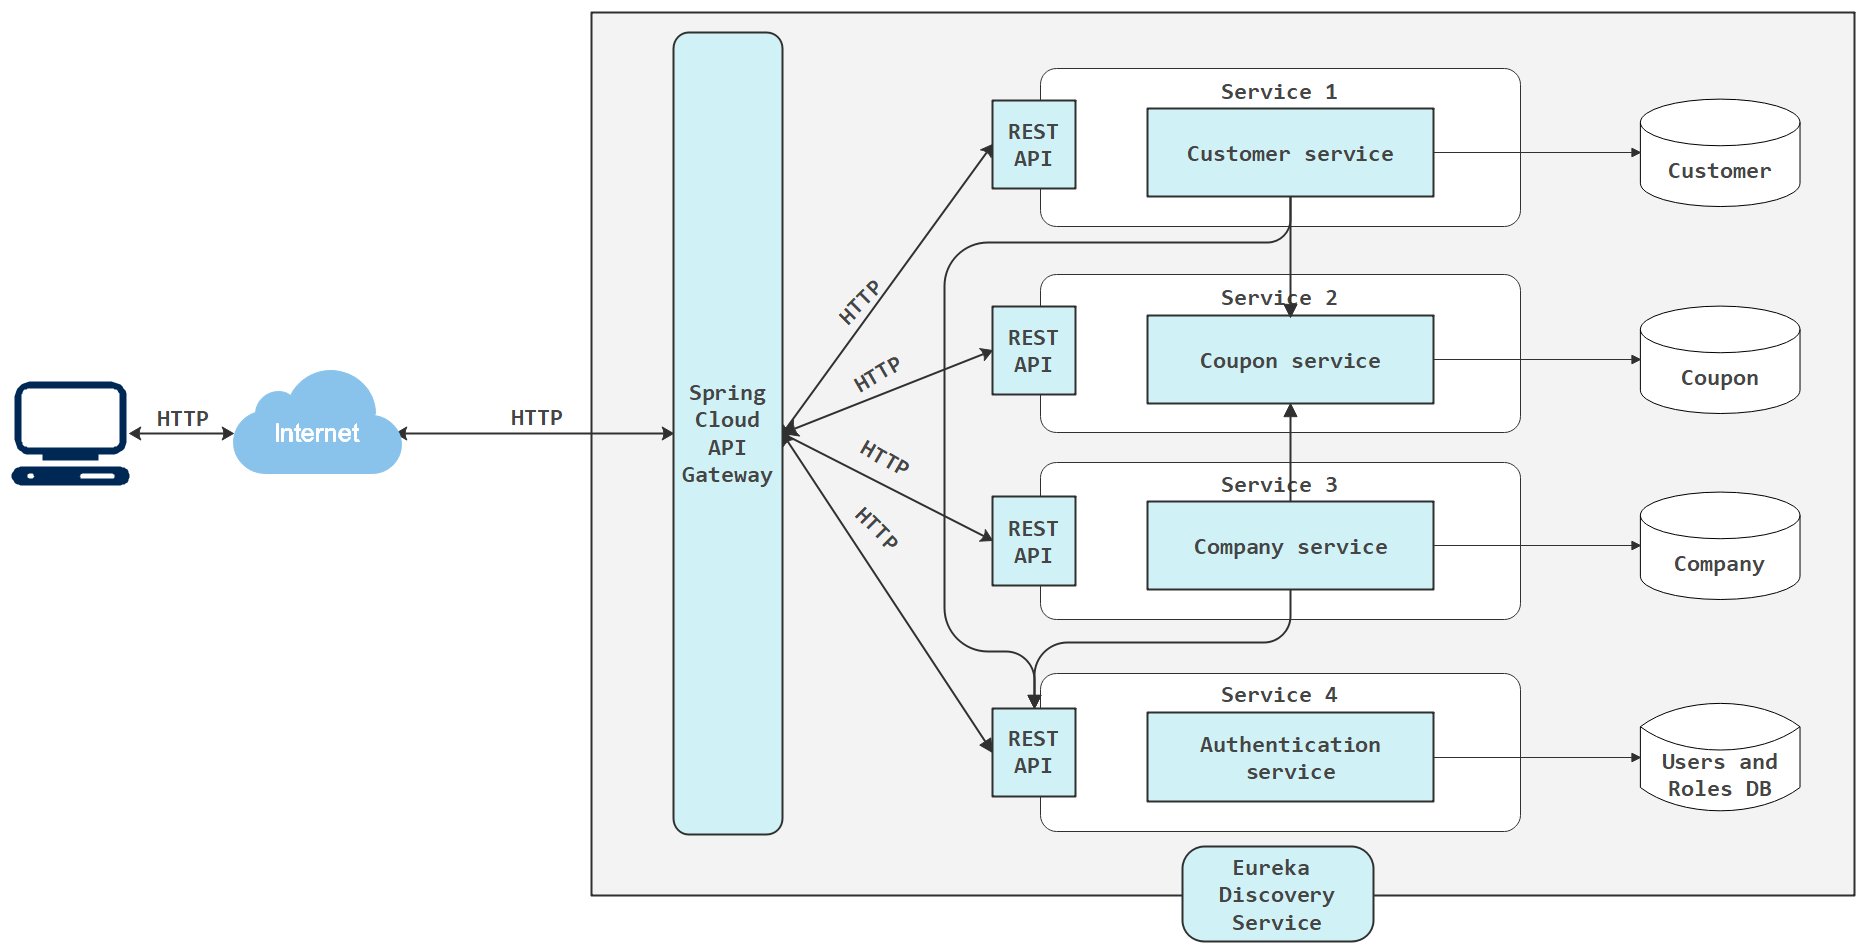 HTTP
Internet
HTTP
Spring
Cloud
API
Gateway
HTTP
HTTP
HTTP
HTTP
Service 1
REST
API
Customer service
Customer
Service 2
REST
API
Coupon service
Coupon
Service 3
REST
API
Company service
Company
Service 4
REST
API
Authentication
service
Users and
Roles DB
Eureka
Discovery
Service